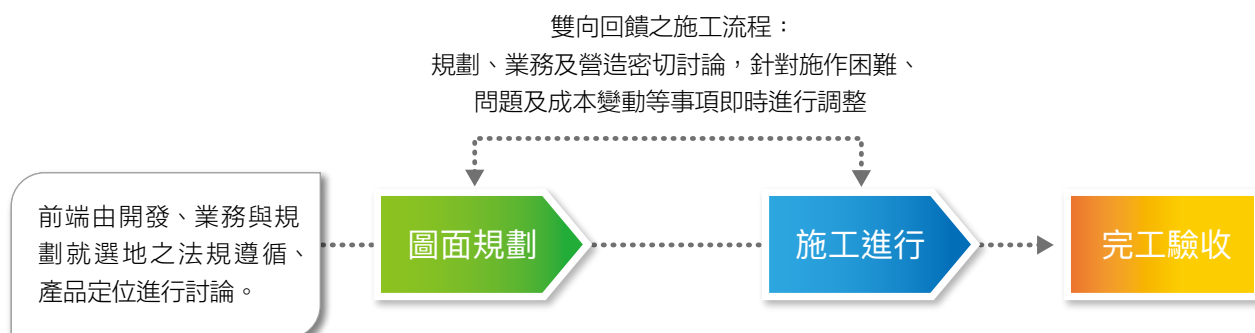 雙向回饋之施工流程：
規劃、業務及營造密切討論，針對施作困難、
問題及成本變動等事項即時進行調整
前端由開發、業務與規
劃就選地之法規遵循、
產品定位進行討論。
圖面規劃
施工進行
完工驗收